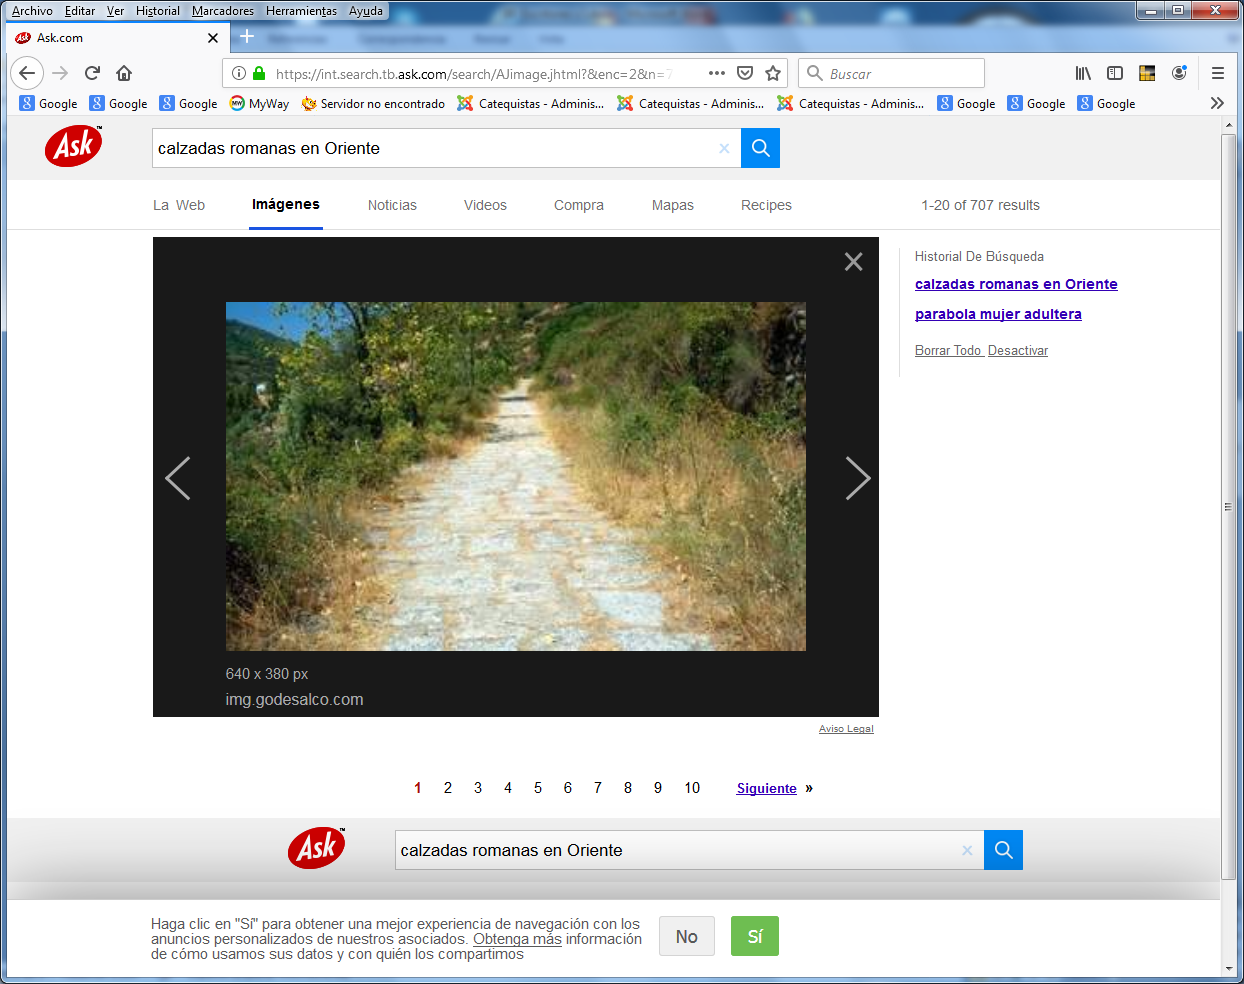 Archivo Editar Ver Historial Marcadores Herramientas Ayuda
Ask.com
https://int.search.tb.ask.com/search/AJimage.jhtml?&enc=2&n=7
Buscar
Google Google Google MyWay Servidor no encontrado Catequistas - Adminis... Catequistas - Adminis... Catequistas - Adminis... Google Google Google
Ask™ calzadas romanas en Oriente
La Web Imágenes Noticias Videos Compra Mapas Recipes 1-20 of 707 results
Historial De Búsqueda
calzadas romanas en Oriente
parabola mujer adultera
Borrar Todo Desactivar
640 x 380 px
img.godesalco.com
Aviso Legal
1 2 3 4 5 6 7 8 9 10 Siguiente »
Ask™ calzadas romanas en Oriente
Haga clic en "Sí" para obtener una mejor experiencia de navegación con los
anuncios personalizados de nuestros asociados. Obtenga más información
de cómo usamos sus datos y con quién los compartimos
No Sí